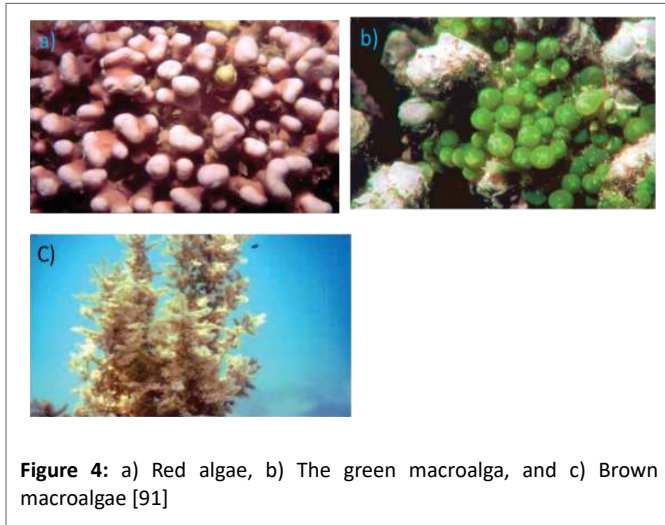 a)
b)
C)
Figure 4: a) Red algae, b) The green macroalga, and c) Brown
macroalgae [91]